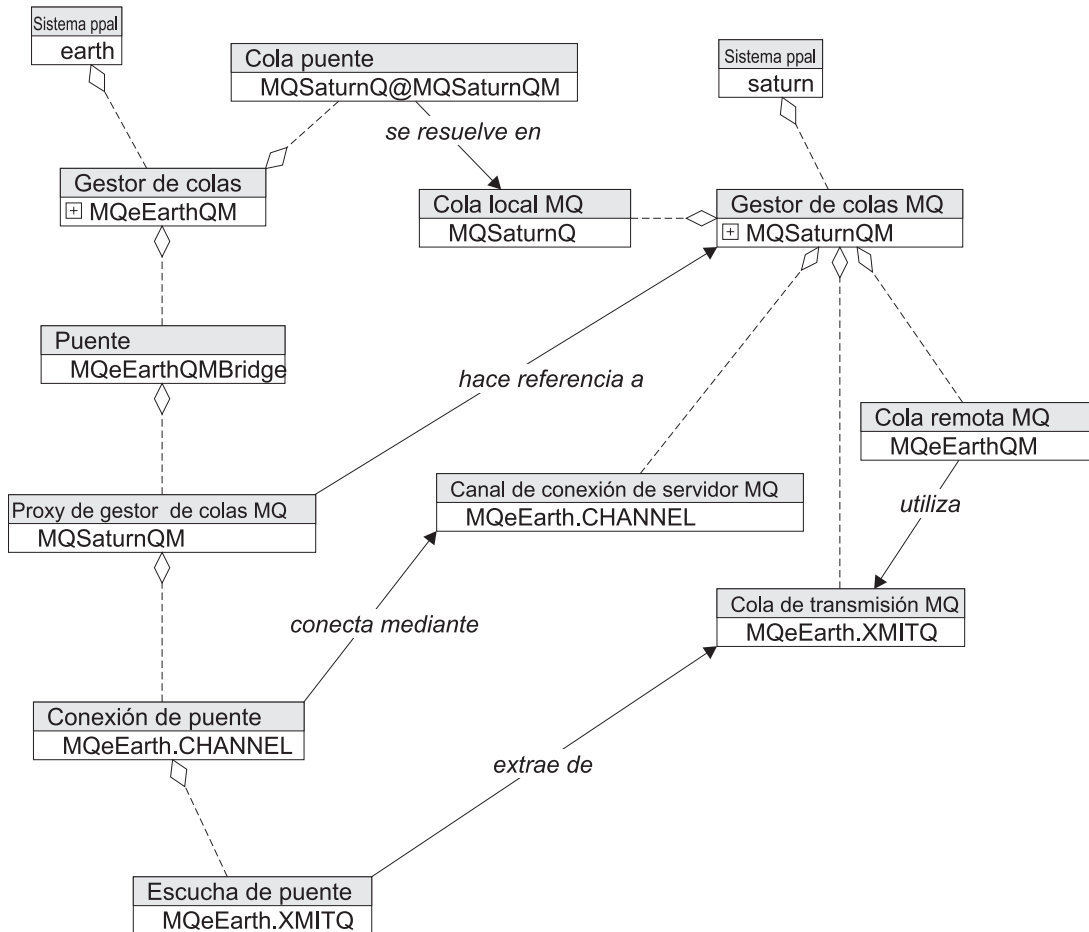 Sistema ppal
earth
Cola puente
MQSaturnQ@MQSaturnQM
Sistema ppal
saturn
se resuelve en
Gestor de colas
+ MQeEarthQM
Cola local MQ
MQSaturnQ
Gestor de colas MQ
+ MQSaturnQM
Puente
MQeEarthQMBridge
hace referencia a
Cola remota MQ
MQeEarthQM
Proxy de gestor de colas MQ
MQSaturnQM
Canal de conexión de servidor MQ
MQeEarth.CHANNEL
utiliza
conecta mediante
Cola de transmisión MQ
MQeEarth.XMITQ
Conexión de puente
MQeEarth.CHANNEL
extrae de
Escucha de puente
MQeEarth.XMITQ